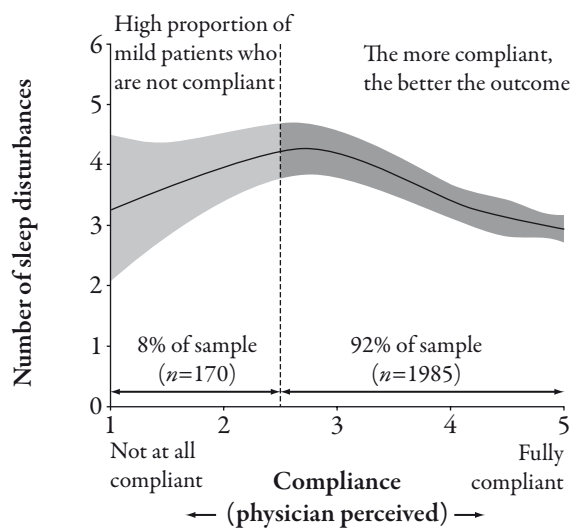 High proportion of
mild patients who
are not compliant
The more compliant,
the better the outcome
Number of sleep disturbances
6
5
4
3
2
1
0
8% of sample
(n=170)
92% of sample
(n=1985)
1
2
3
4
5
Not at all
compliant
Fully
compliant
Compliance
(physician perceived)